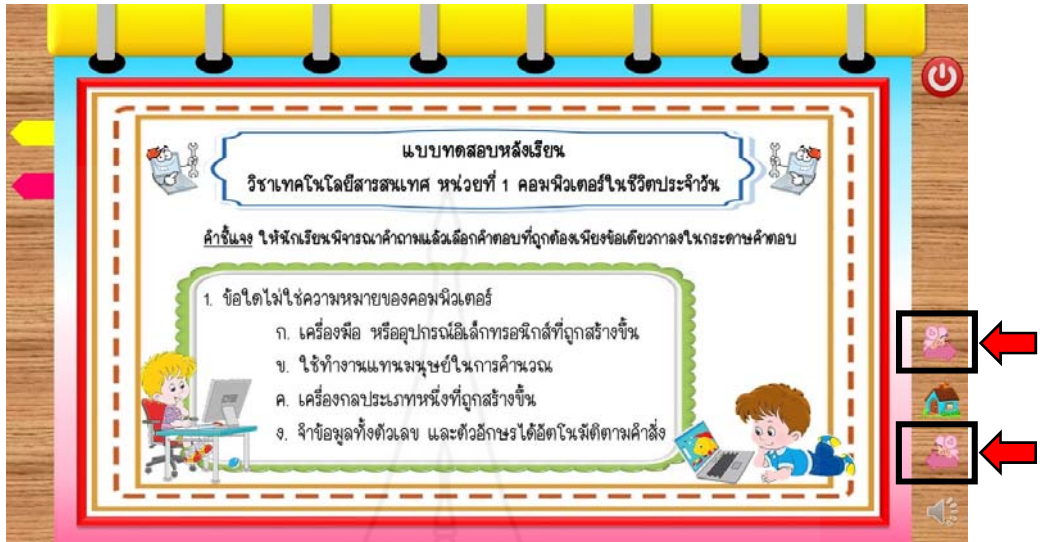 แบบทดสอบหลังเรียน
วิชาเทคโนโลยีสารสนเทศ หน่วยที่ 1 คอมพิวเตอร์ในชีวิตประจำวัน
คำชี้แจง ให้นักเรียนพิจารณาคำถามแล้วเลือกคำตอบที่ถูกต้องเพียงข้อเดียวกาลงในกระดาษคำตอบ
1. ข้อใดไม่ใช่ความหมายของคอมพิวเตอร์
ก. เครื่องมือ หรืออุปกรณ์อิเล็กทรอนิกส์ที่ถูกสร้างขึ้น
ข. ใช้ทำงานแทนมนุษย์ในการคำนวณ
ค. เครื่องกลประเภทหนึ่งที่ถูกสร้างขึ้น
ง. จำข้อมูลทั้งตัวเลข และตัวอักษรได้อัตโนมัติตามคำสั่ง